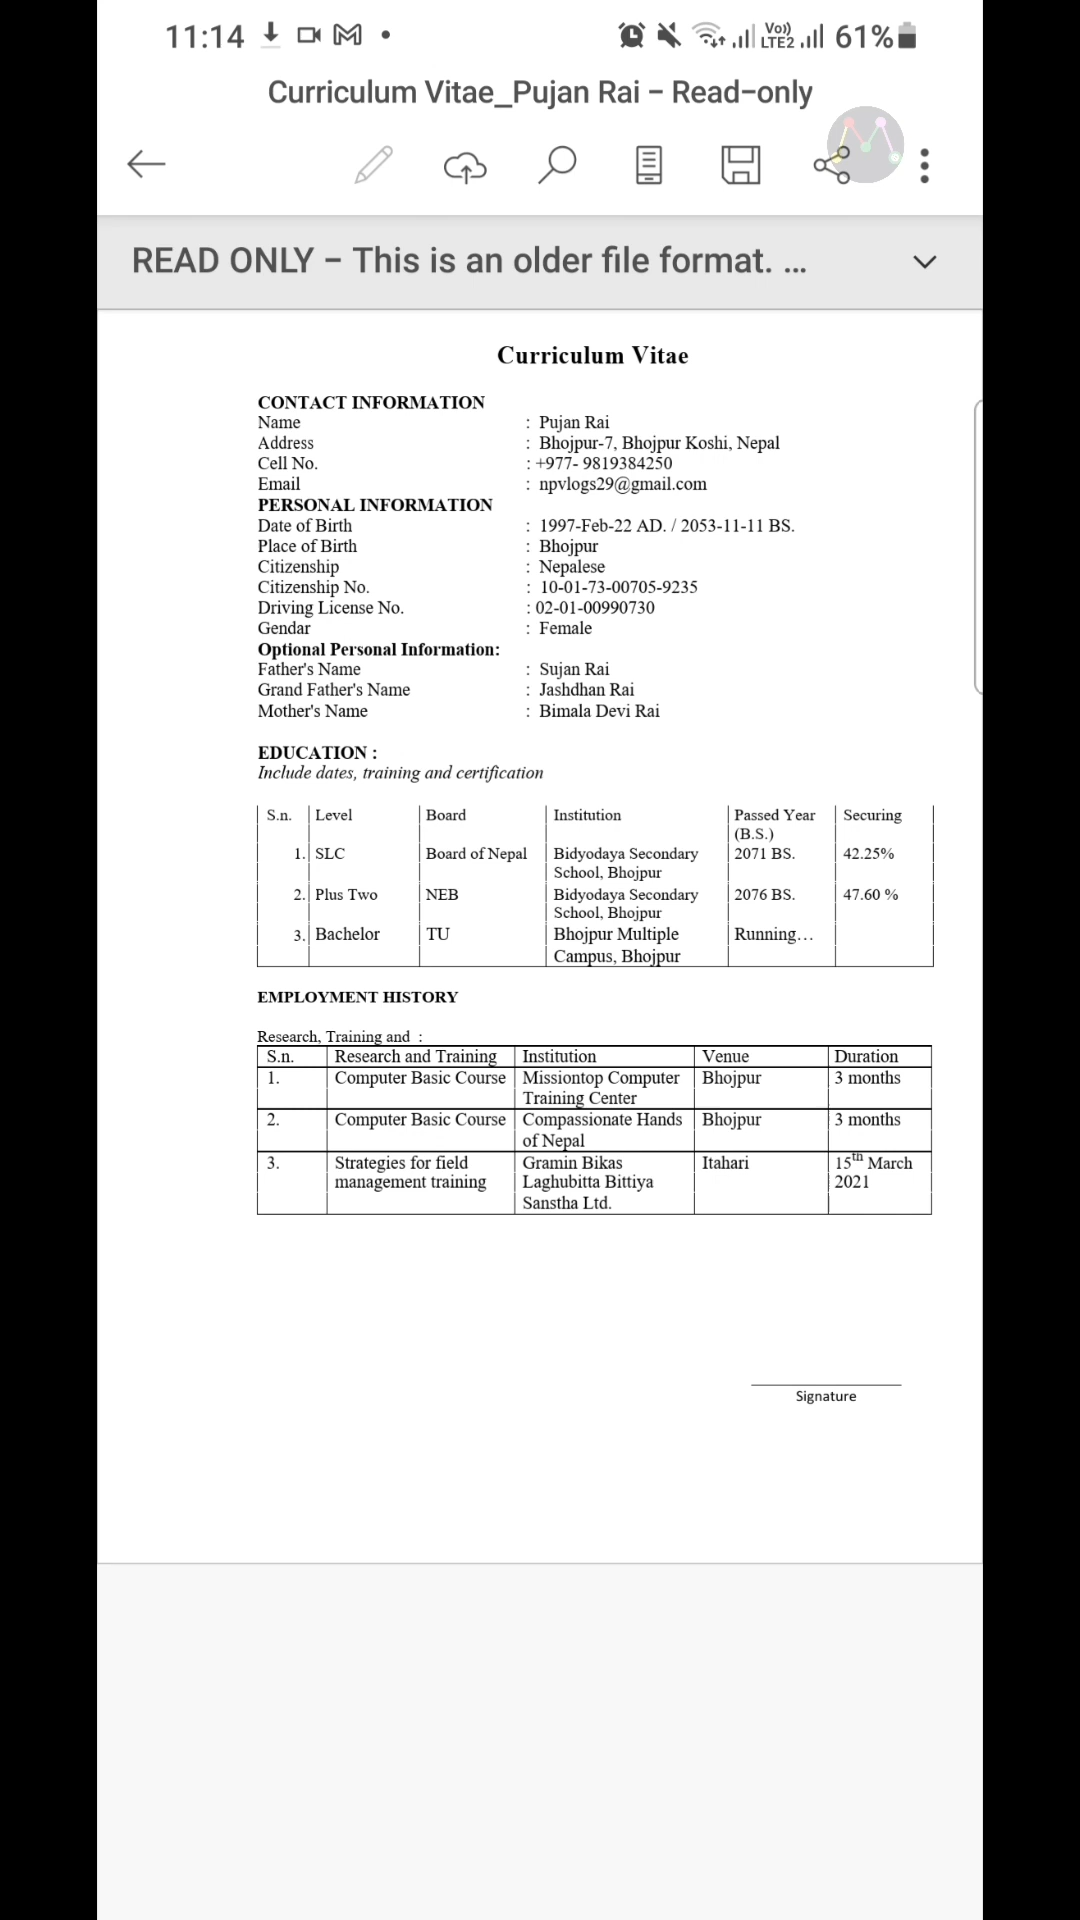 11:14 Vo)) LTE2 61%
Curriculum Vitae_Pujan Rai – Read-only
READ ONLY – This is an older file format. ...
Curriculum Vitae
CONTACT INFORMATION
Name : Pujan Rai
Address : Bhojpur-7, Bhojpur Koshi, Nepal
Cell No. : +977- 9819384250
Email : npvlogs29@gmail.com
PERSONAL INFORMATION
Date of Birth : 1997-Feb-22 AD. / 2053-11-11 BS.
Place of Birth : Bhojpur
Citizenship : Nepalese
Citizenship No. : 10-01-73-00705-9235
Driving License No. : 02-01-00990730
Gendar : Female
Optional Personal Information:
Father's Name : Sujan Rai
Grand Father's Name : Jashdhan Rai
Mother's Name : Bimala Devi Rai
EDUCATION :
Include dates, training and certification
S.n. Level Board Institution Passed Year Securing
(B.S.)
1. SLC Board of Nepal Bidyodaya Secondary 2071 BS. 42.25%
School, Bhojpur
2. Plus Two NEB Bidyodaya Secondary 2076 BS. 47.60 %
School, Bhojpur
3. Bachelor TU Bhojpur Multiple Running…
Campus, Bhojpur
EMPLOYMENT HISTORY
Research, Training and :
S.n. Research and Training Institution Venue Duration
1. Computer Basic Course Missiontop Computer Bhojpur 3 months
Training Center
2. Computer Basic Course Compassionate Hands Bhojpur 3 months
of Nepal
3. Strategies for field Gramin Bikas Itahari 15th March
management training Laghubitta Bittiya 2021
Sanstha Ltd.
Signature